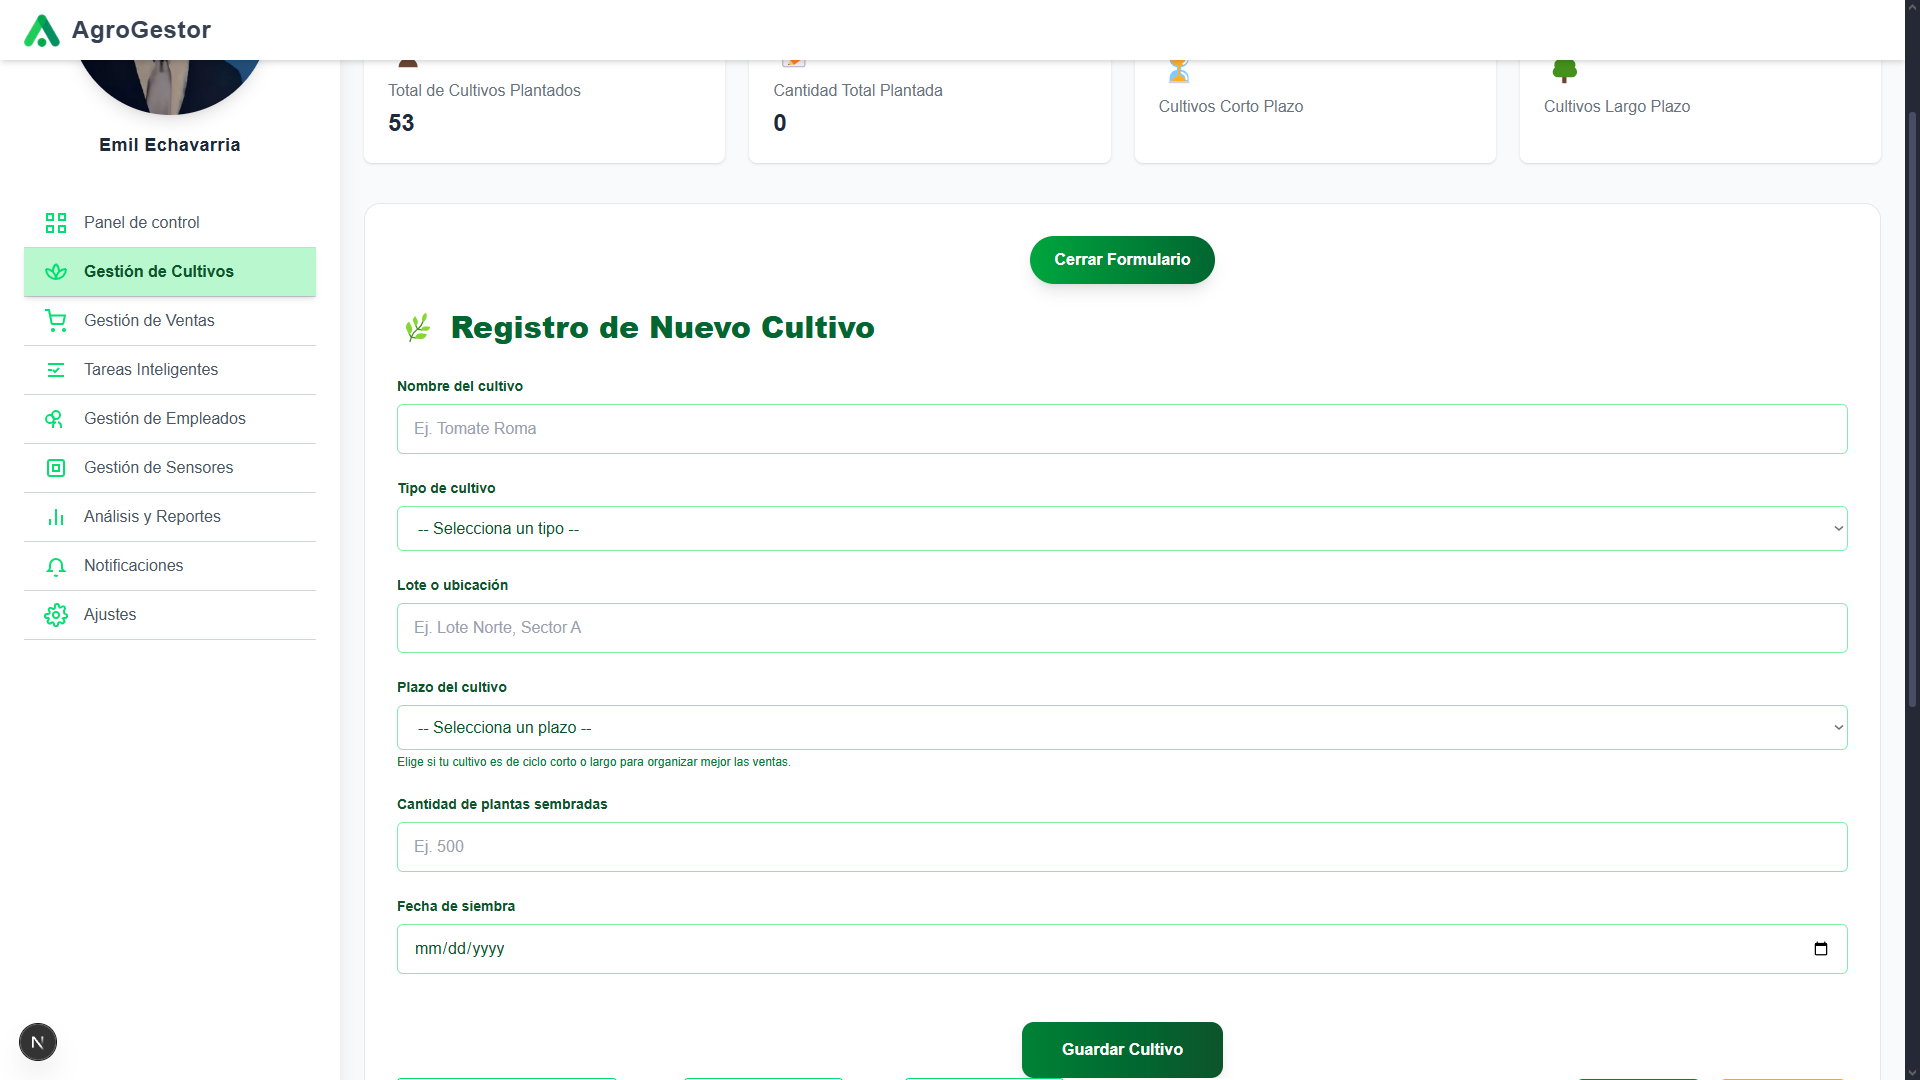 AgroGestor
Emil Echavarria
Panel de control
Gestión de Cultivos
Gestión de Ventas
Tareas Inteligentes
Gestión de Empleados
Gestión de Sensores
Análisis y Reportes
Notificaciones
Ajustes
N
Total de Cultivos Plantados
53
Cantidad Total Plantada
0
Cultivos Corto Plazo
Cultivos Largo Plazo
Cerrar Formulario
Registro de Nuevo Cultivo
Nombre del cultivo
Ej. Tomate Roma
Tipo de cultivo
-- Selecciona un tipo --
Lote o ubicación
Ej. Lote Norte, Sector A
Plazo del cultivo
-- Selecciona un plazo --
Elige si tu cultivo es de ciclo corto o largo para organizar mejor las ventas.
Cantidad de plantas sembradas
Ej. 500
Fecha de siembra
mm/dd/yyyy
Guardar Cultivo